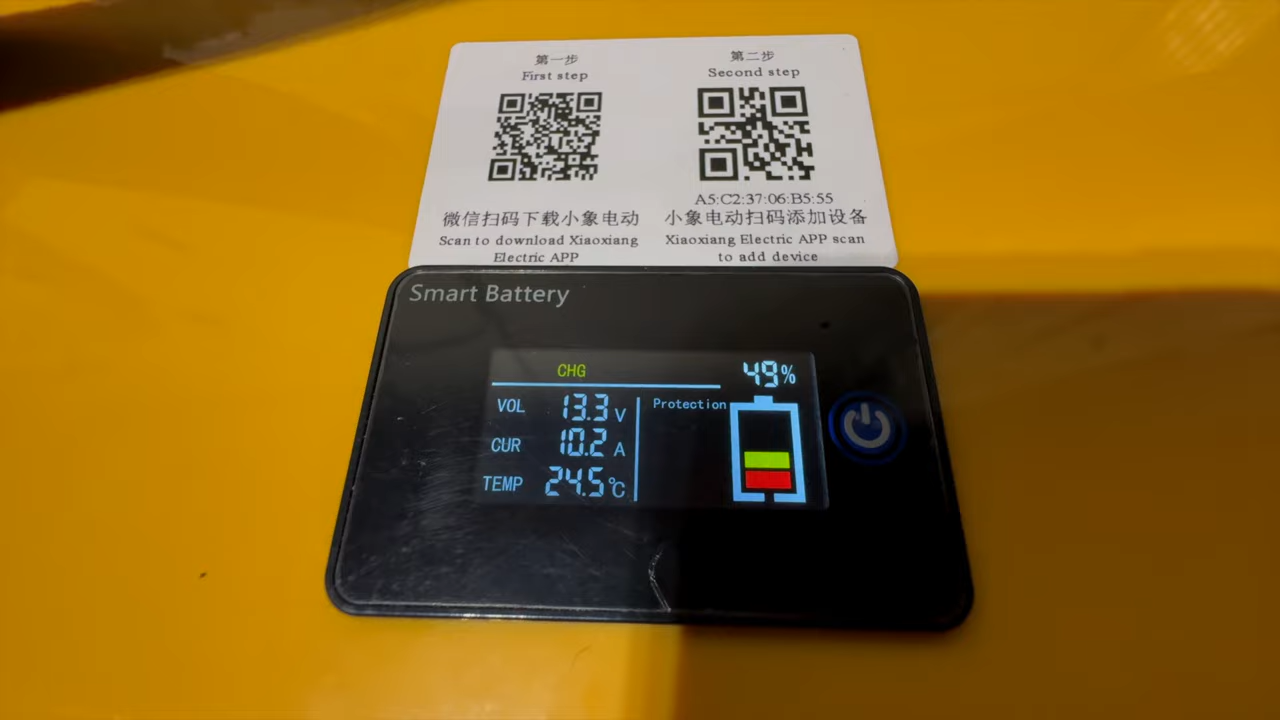 第一步
First step
微信扫码下载小象电动
Scan to download Xiaoxiang
Electric APP
第二步
Second step
A5:C2:37:06:B5:55
小象电动扫码添加设备
Xiaoxiang Electric APP scan
to add device
Smart Battery
CHG
49%
VOL 13.3 V
CUR 10.2 A
TEMP 24.5 ℃
Protection